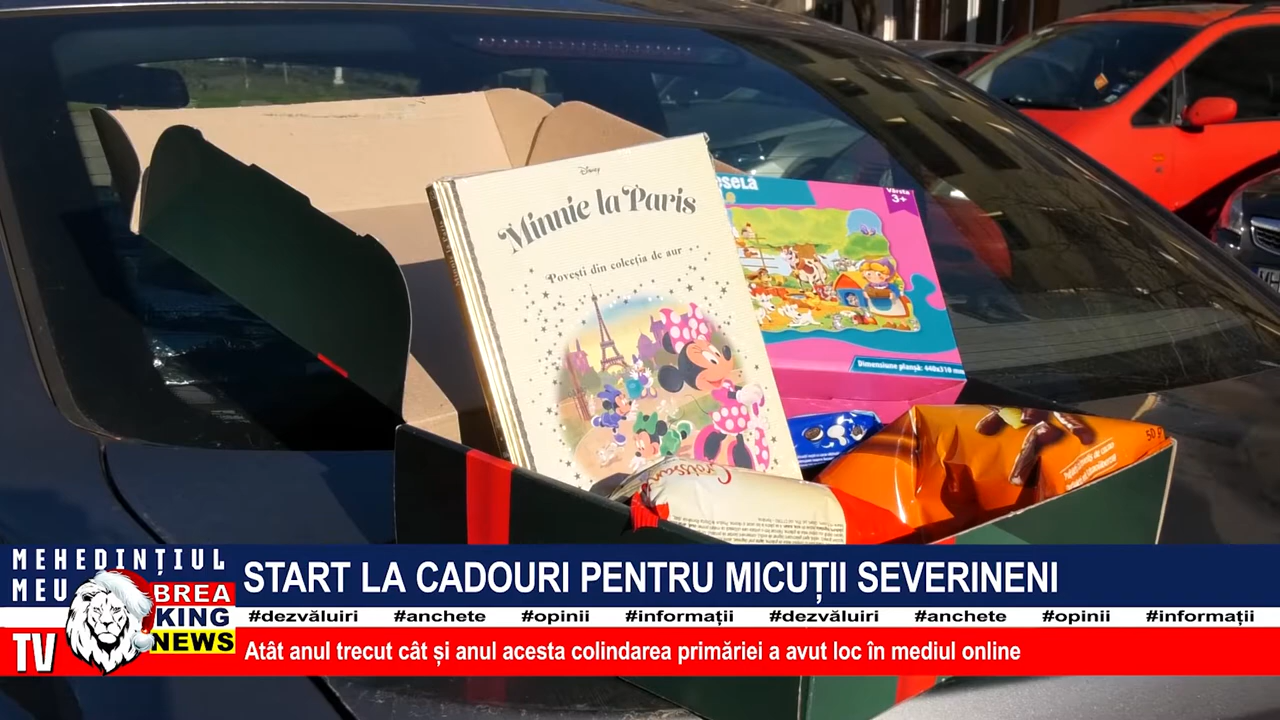 Disney
Minnie la Paris
Povești din colecția de aur
Vârsta
3+
Dimensiune planșă: 440x310 mm
50 g
MEHEDINȚIUL
MEU
TV
BREA
KING
NEWS
START LA CADOURI PENTRU MICUȚII SEVERINENI
#dezvăluiri #anchete #opinii #informații #dezvăluiri #anchete #opinii #informații
Atât anul trecut cât și anul acesta colindarea primăriei a avut loc în mediul online